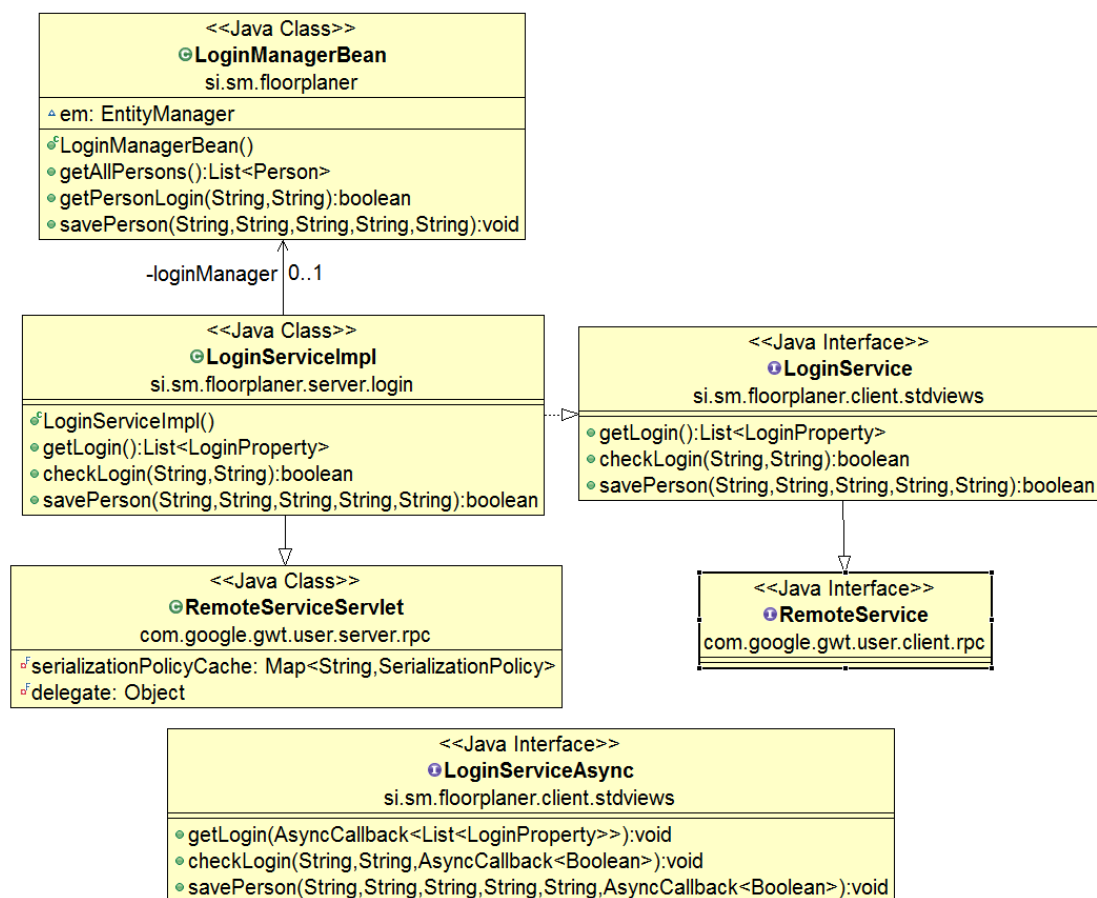 <<Java Class>>
LoginManagerBean
si.sm.floorplaner
em: EntityManager
LoginManagerBean()
getAllPersons():List<Person>
getPersonLogin(String,String):boolean
savePerson(String,String,String,String,String):void
-loginManager 0..1
<<Java Class>>
LoginServiceImpl
si.sm.floorplaner.server.login
LoginServiceImpl()
getLogin():List<LoginProperty>
checkLogin(String,String):boolean
savePerson(String,String,String,String,String):boolean
<<Java Interface>>
LoginService
si.sm.floorplaner.client.stdviews
getLogin():List<LoginProperty>
checkLogin(String,String):boolean
savePerson(String,String,String,String,String):boolean
<<Java Class>>
RemoteServiceServlet
com.google.gwt.user.server.rpc
serializationPolicyCache: Map<String,SerializationPolicy>
delegate: Object
<<Java Interface>>
RemoteService
com.google.gwt.user.client.rpc
<<Java Interface>>
LoginServiceAsync
si.sm.floorplaner.client.stdviews
getLogin(AsyncCallback<List<LoginProperty>>):void
checkLogin(String,String,AsyncCallback<Boolean>):void
savePerson(String,String,String,String,String,AsyncCallback<Boolean>):void